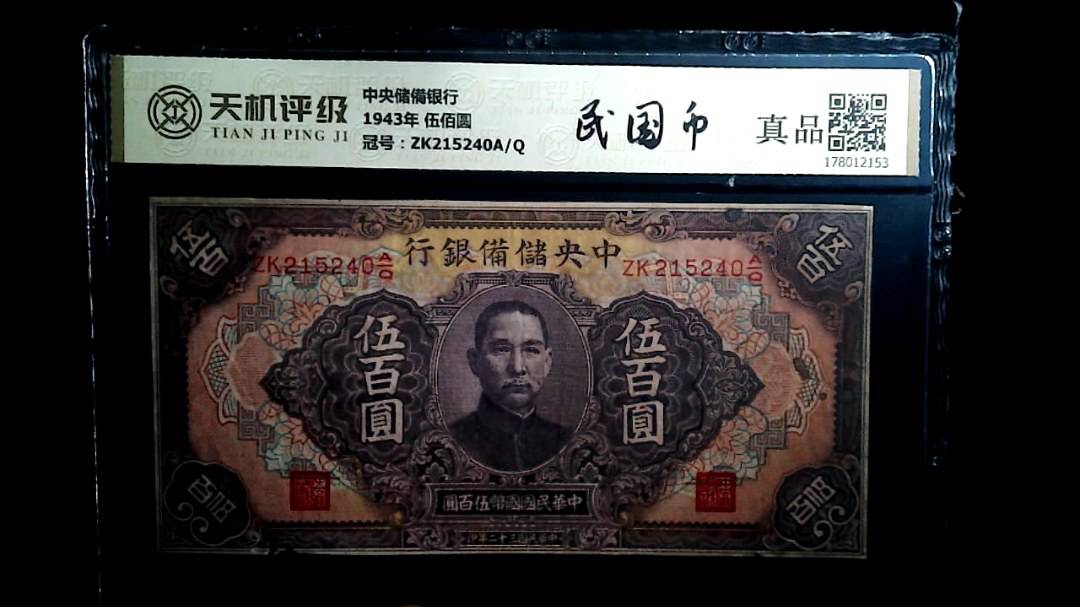 天机评级
TIAN JI PING JI
中央储備银行
1943年 伍佰圆
冠号：ZK215240A/Q
民国币
真品
178012153
伍百
伍百
行銀備儲央中
ZK215240A/Q
ZK215240A/Q
伍百圓
伍百圓
圓百伍幣國國民華中
百伍
百伍